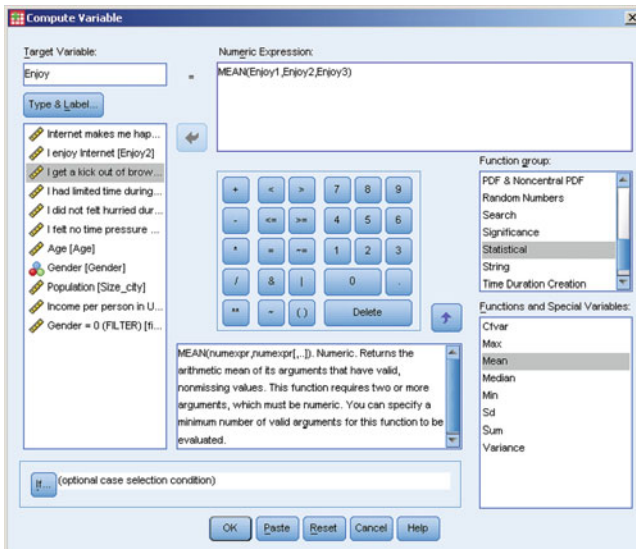 Compute Variable
Target Variable:
Enjoy
=
Numeric Expression:
MEAN(Enjoy1,Enjoy2,Enjoy3)
Type & Label...
Internet makes me hap...
I enjoy Internet [Enjoy2]
I get a kick out of brow...
I had limited time during...
I did not felt hurried dur...
I felt no time pressure ...
Age [Age]
Gender [Gender]
Population [Size_city]
Income per person in U...
Gender = 0 (FILTER) [fi...
+ < > 7 8 9
- <= >= 4 5 6
* = ~= 1 2 3
/ & | 0 .
** ~ ( ) Delete
Function group:
PDF & Noncentral PDF
Random Numbers
Search
Significance
Statistical
String
Time Duration Creation
Functions and Special Variables:
Cfvar
Max
Mean
Median
Min
Sd
Sum
Variance
MEAN(numexpr,numexpr[,..]). Numeric. Returns the
arithmetic mean of its arguments that have valid,
nonmissing values. This function requires two or more
arguments, which must be numeric. You can specify a
minimum number of valid arguments for this function to be
evaluated.
If... (optional case selection condition)
OK Paste Reset Cancel Help